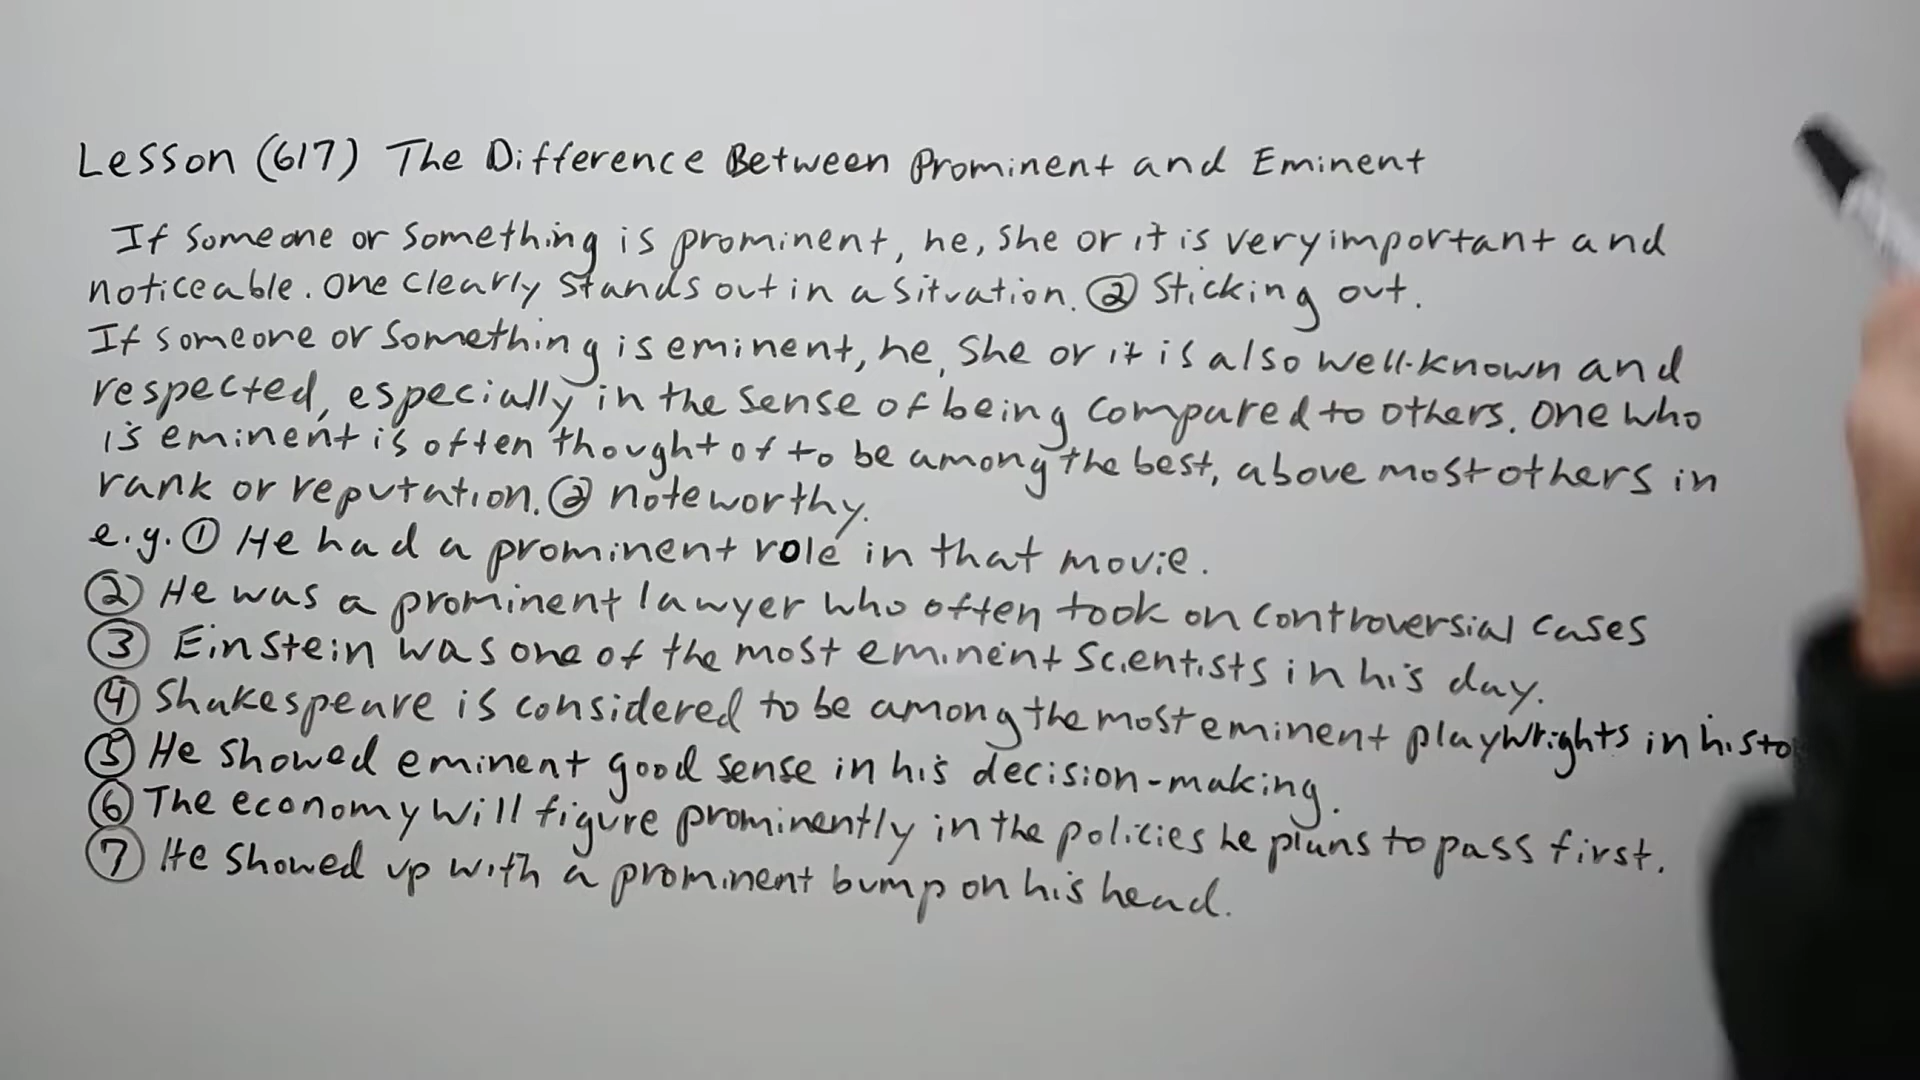 Lesson (617) The Difference Between Prominent and Eminent
If someone or something is prominent, he, she or it is very important and
noticeable. One clearly stands out in a situation. ② Sticking out.
If someone or something is eminent, he, she or it is also well-known and
respected, especially in the sense of being compared to others. One who
is eminent is often thought of to be among the best, above most others in
rank or reputation. ② noteworthy.
e.g. ① He had a prominent role in that movie.
② He was a prominent lawyer who often took on controversial cases
③ Einstein was one of the most eminent scientists in his day.
④ Shakespeare is considered to be among the most eminent playwrights in histo
⑤ He showed eminent good sense in his decision-making.
⑥ The economy will figure prominently in the policies he plans to pass first.
⑦ He showed up with a prominent bump on his head.